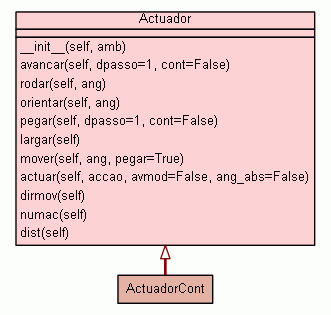 Actuador
__init__(self, amb)
avancar(self, dpasso=1, cont=False)
rodar(self, ang)
orientar(self, ang)
pegar(self, dpasso=1, cont=False)
largar(self)
mover(self, ang, pegar=True)
actuar(self, accao, avmod=False, ang_abs=False)
dirmov(self)
numac(self)
dist(self)
ActuadorCont